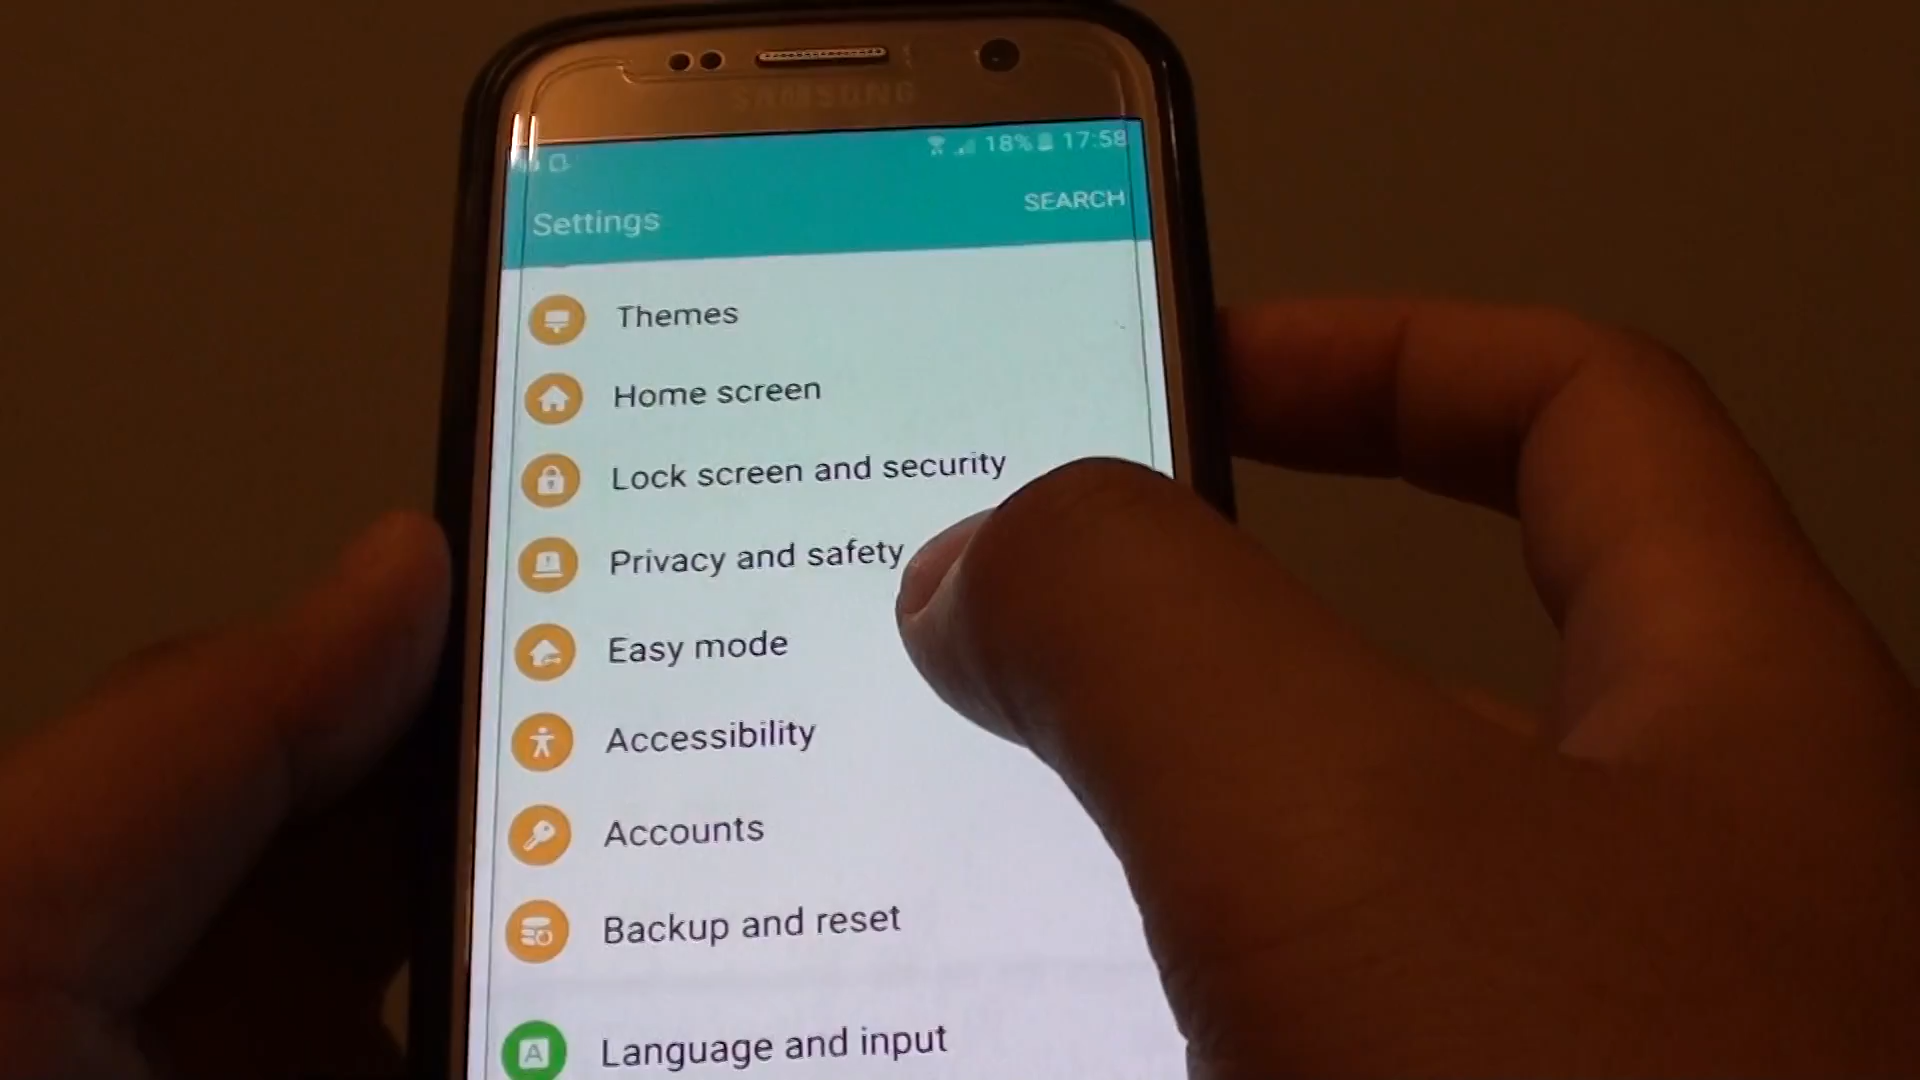 SAMSUNG
18% 17:58
Settings
SEARCH
Themes
Home screen
Lock screen and security
Privacy and safety
Easy mode
Accessibility
Accounts
Backup and reset
A
Language and input